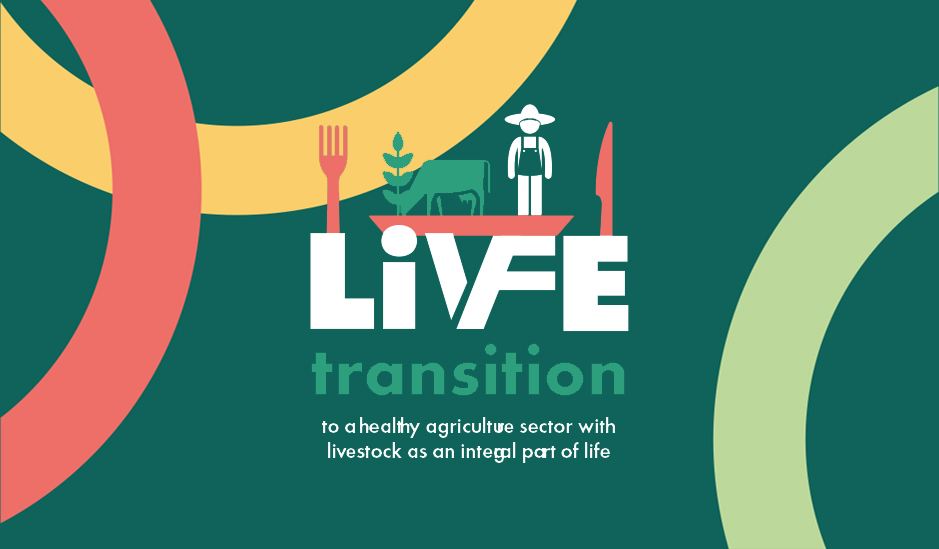 LiVFE
transition
to a healthy agriculture sector with
livestock as an integral part of life